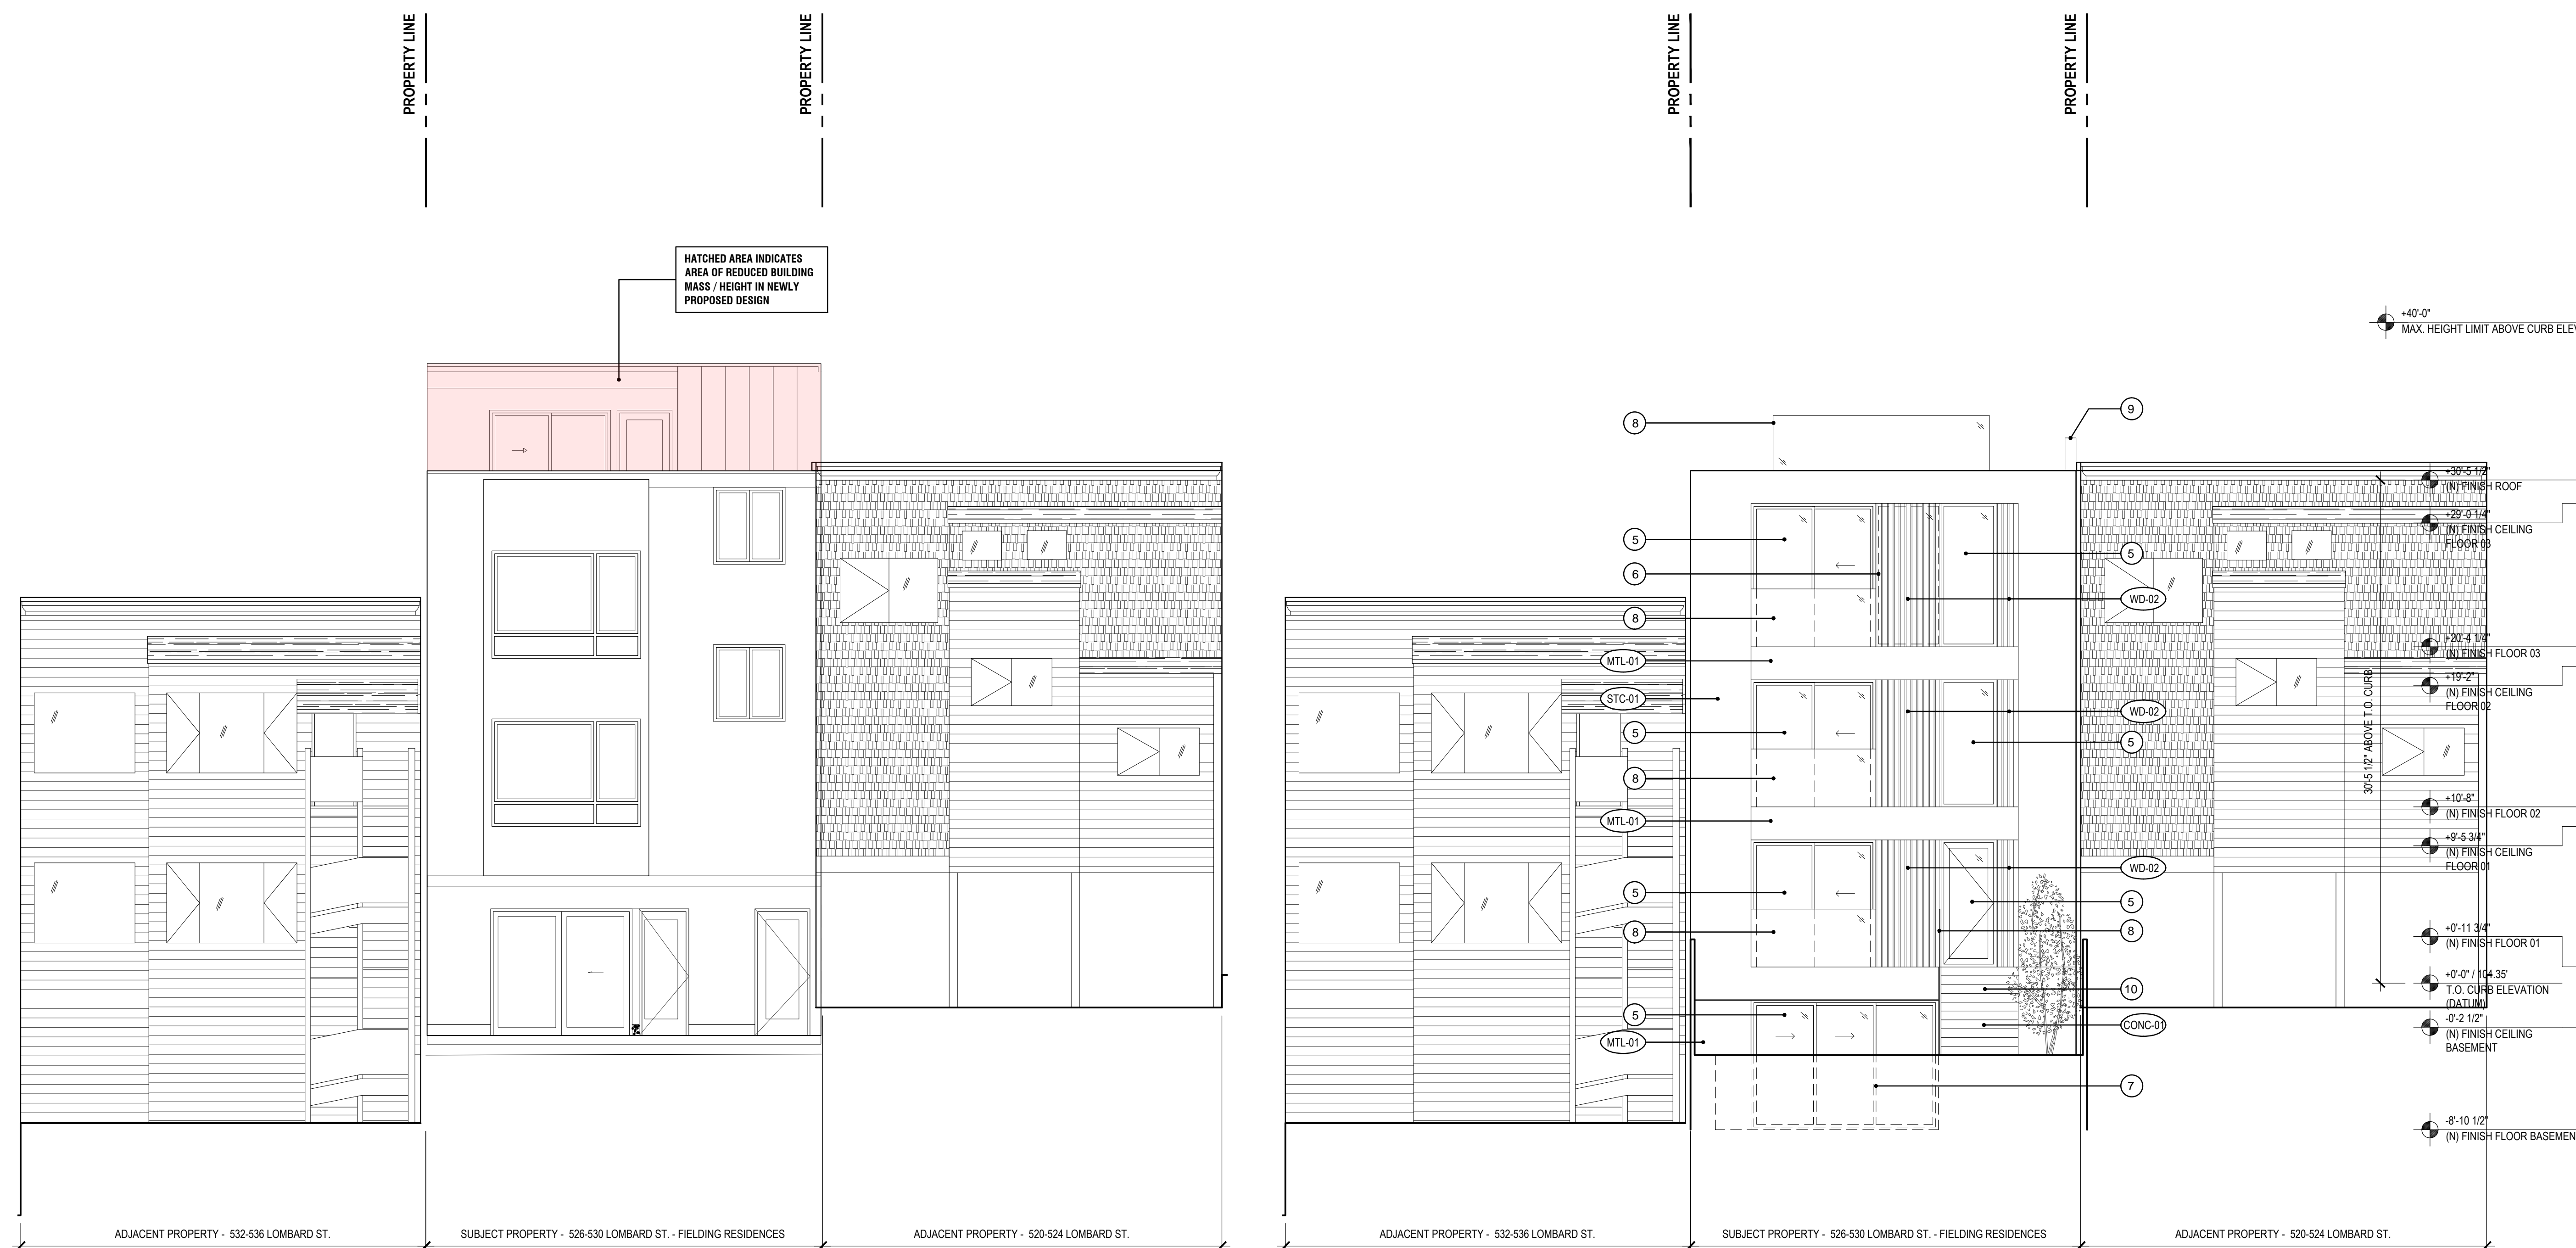 PROPERTY LINE
PROPERTY LINE
PROPERTY LINE
PROPERTY LINE
HATCHED AREA INDICATES
AREA OF REDUCED BUILDING
MASS / HEIGHT IN NEWLY
PROPOSED DESIGN
+40'-0"
MAX. HEIGHT LIMIT ABOVE CURB
8
9
5
6
8
MTL-01
STC-01
5
8
MTL-01
5
8
5
MTL-01
5
WD-02
WD-02
5
WD-02
5
8
10
CONC-01
7
30'-5 1/2" ABOVE T.O. CURB
+30'-5 1/2"
(N) FINISH ROOF
+29'-0 1/4"
(N) FINISH CEILING
FLOOR 03
+20'-4 1/4"
(N) FINISH FLOOR 03
+19'-2"
(N) FINISH CEILING
FLOOR 02
+10'-8"
(N) FINISH FLOOR 02
+9'-5 3/4"
(N) FINISH CEILING
FLOOR 01
+0'-11 3/4"
(N) FINISH FLOOR 01
+0'-0" / 104.35'
T.O. CURB ELEVATION
(DATUM)
-0'-2 1/2"
(N) FINISH CEILING
BASEMENT
-8'-10 1/2"
(N) FINISH FLOOR BASEMEN
ADJACENT PROPERTY - 532-536 LOMBARD ST.
SUBJECT PROPERTY - 526-530 LOMBARD ST. - FIELDING RESIDENCES
ADJACENT PROPERTY - 520-524 LOMBARD ST.
ADJACENT PROPERTY - 532-536 LOMBARD ST.
SUBJECT PROPERTY - 526-530 LOMBARD ST. - FIELDING RESIDENCES
ADJACENT PROPERTY - 520-524 LOMBARD ST.